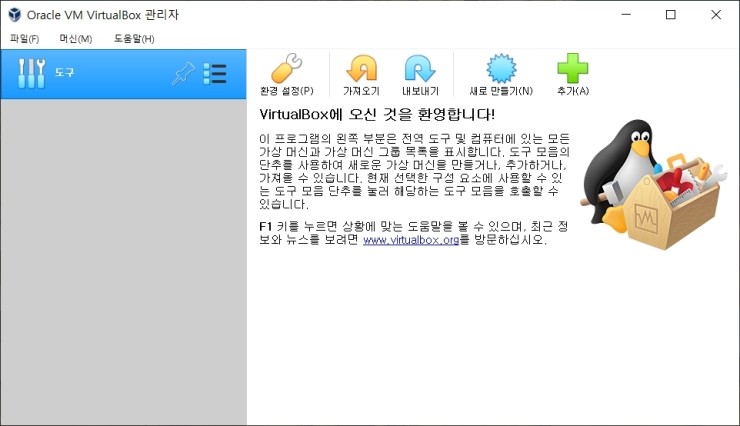 Oracle VM VirtualBox 관리자
파일(F) 머신(M) 도움말(H)
도구
환경 설정(P) 가져오기 내보내기 새로 만들기(N) 추가(A)
VirtualBox에 오신 것을 환영합니다!
이 프로그램의 왼쪽 부분은 전역 도구 및 컴퓨터에 있는 모든
가상 머신과 가상 머신 그룹 목록을 표시합니다. 도구 모음의
단추를 사용하여 새로운 가상 머신을 만들거나, 추가하거나,
가져올 수 있습니다. 현재 선택한 구성 요소에 사용할 수 있
는 도구 모음 단추를 눌러 해당하는 도구 모음을 호출할 수
있습니다.
F1 키를 누르면 상황에 맞는 도움말을 볼 수 있으며, 최근 정
보와 뉴스를 보려면 www.virtualbox.org를 방문하십시오.